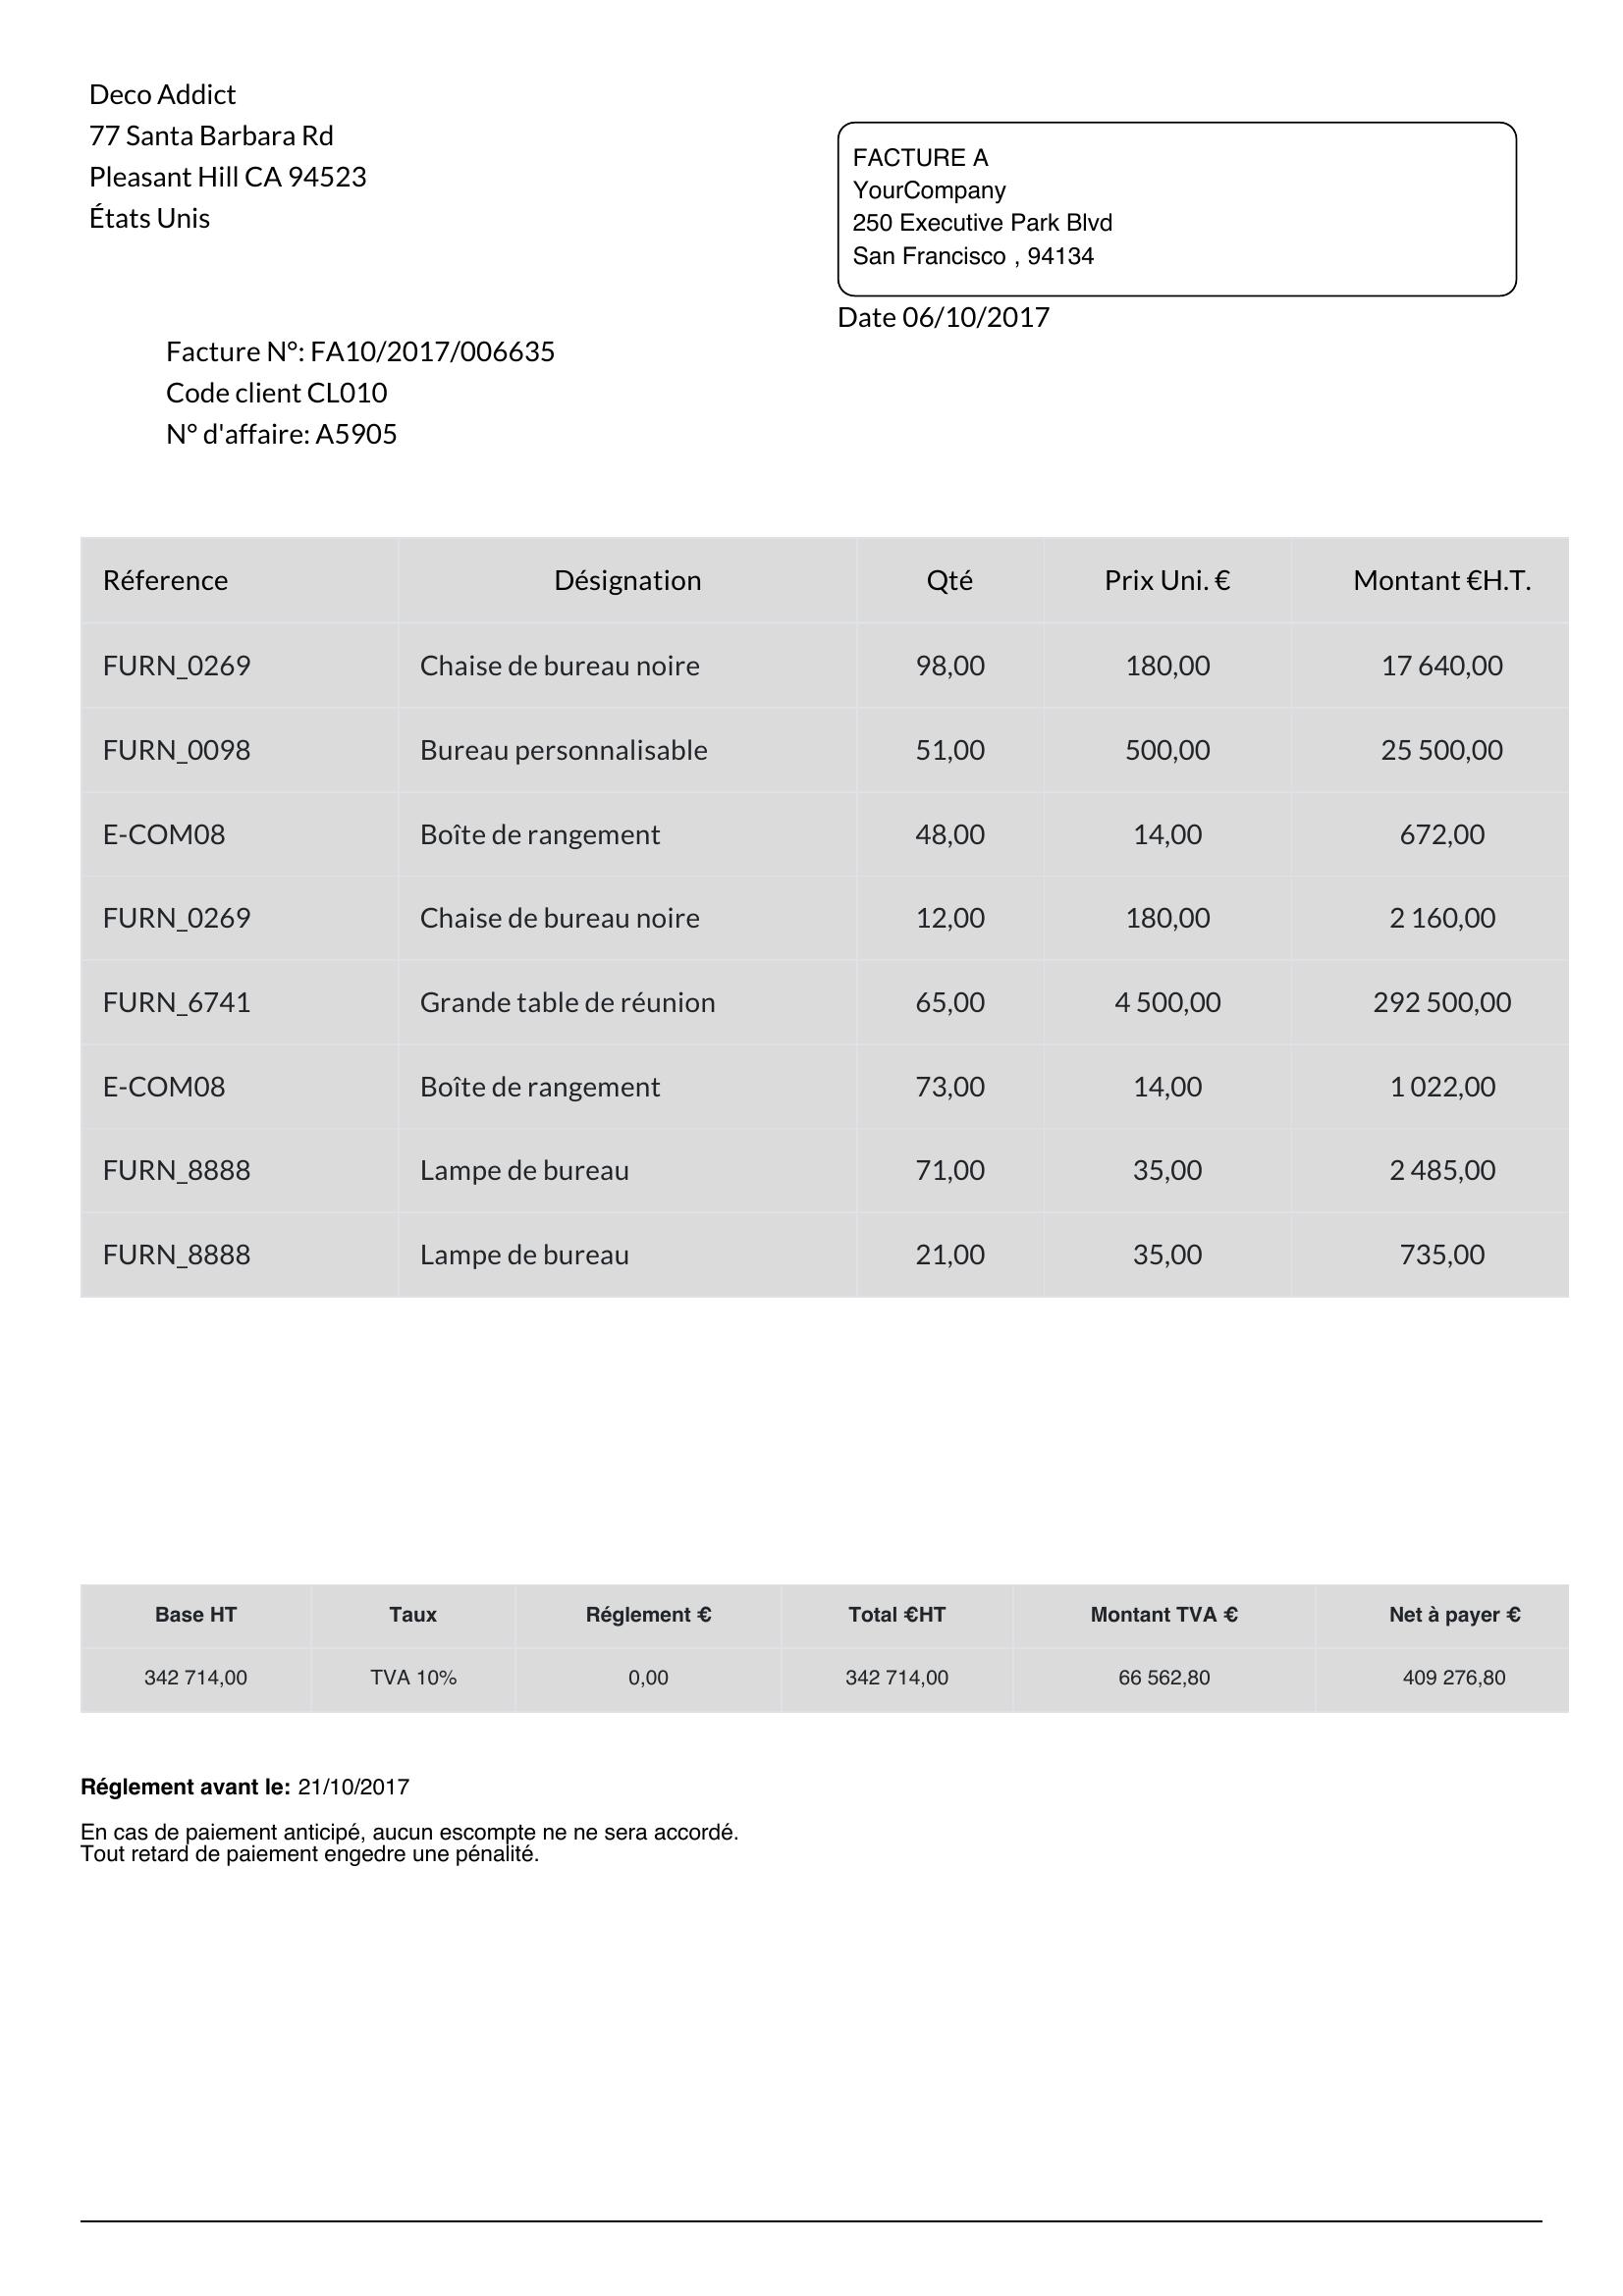 Deco Addict
77 Santa Barbara Rd
Pleasant Hill CA 94523
États Unis
FACTURE A
YourCompany
250 Executive Park Blvd
San Francisco , 94134
Date 06/10/2017
Facture N°: FA10/2017/006635
Code client CL010
N° d'affaire: A5905
Réference Désignation Qté Prix Uni. € Montant €H.T.
FURN_0269 Chaise de bureau noire 98,00 180,00 17 640,00
FURN_0098 Bureau personnalisable 51,00 500,00 25 500,00
E-COM08 Boîte de rangement 48,00 14,00 672,00
FURN_0269 Chaise de bureau noire 12,00 180,00 2 160,00
FURN_6741 Grande table de réunion 65,00 4 500,00 292 500,00
E-COM08 Boîte de rangement 73,00 14,00 1 022,00
FURN_8888 Lampe de bureau 71,00 35,00 2 485,00
FURN_8888 Lampe de bureau 21,00 35,00 735,00
Base HT Taux Réglement € Total €HT Montant TVA € Net à payer €
342 714,00 TVA 10% 0,00 342 714,00 66 562,80 409 276,80
Réglement avant le: 21/10/2017
En cas de paiement anticipé, aucun escompte ne ne sera accordé.
Tout retard de paiement engedre une pénalité.